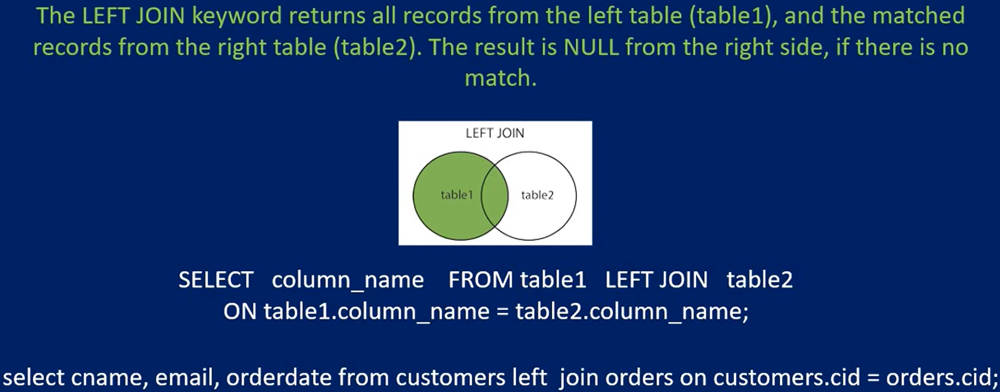 The LEFT JOIN keyword returns all records from the left table (table1), and the matched
records from the right table (table2). The result is NULL from the right side, if there is no
match.
LEFT JOIN
table1 table2
SELECT column_name FROM table1 LEFT JOIN table2
ON table1.column_name = table2.column_name;
select cname, email, orderdate from customers left join orders on customers.cid = orders.cid;